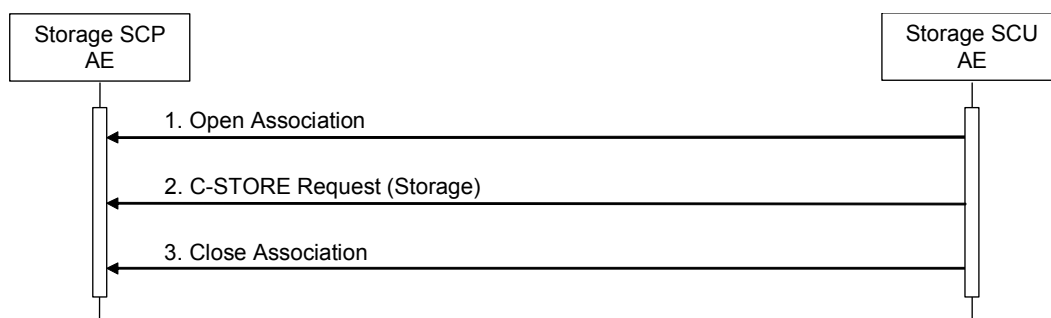 Storage SCP
AE
Storage SCU
AE
1. Open Association
2. C-STORE Request (Storage)
3. Close Association